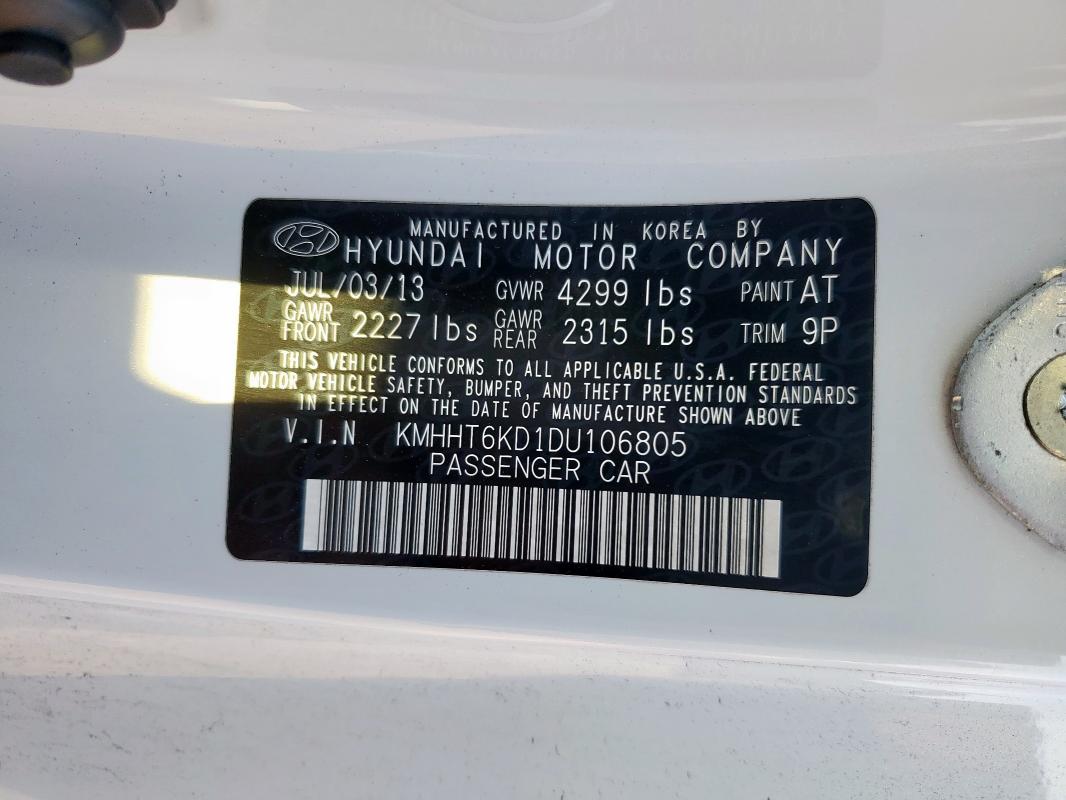 MANUFACTURED IN KOREA BY
HYUNDAI MOTOR COMPANY
JUL/03/13 GVWR 4299 lbs PAINT AT
GAWR FRONT 2227 lbs GAWR REAR 2315 lbs TRIM 9P
THIS VEHICLE CONFORMS TO ALL APPLICABLE U.S.A. FEDERAL
MOTOR VEHICLE SAFETY, BUMPER, AND THEFT PREVENTION STANDARDS
IN EFFECT ON THE DATE OF MANUFACTURE SHOWN ABOVE
V.I.N KMHHT6KD1DU106805
PASSENGER CAR